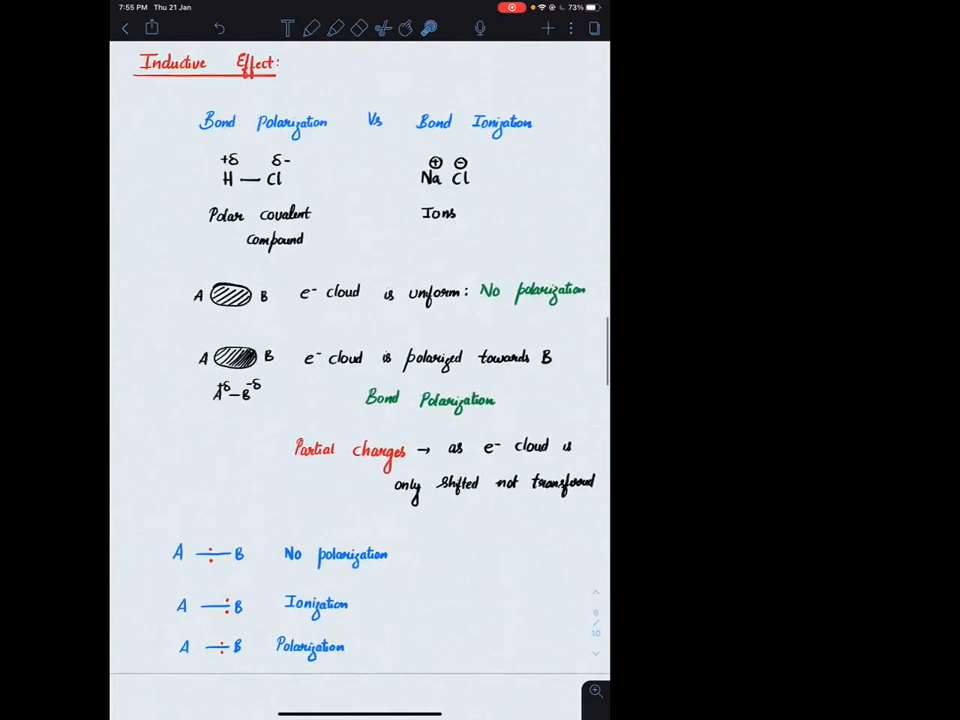 7:55 PM Thu 21 Jan 73%
Inductive Effect:
Bond Polarization Vs Bond Ionization
+δ δ- ⊕ ⊖
H — Cl Na Cl
Polar covalent Ions
compound
A B e⁻ cloud is uniform: No polarization
A B e⁻ cloud is polarized towards B
+δ -δ
A — B Bond Polarization
Partial charges → as e⁻ cloud is
only shifted not transferred
A — B No polarization
A — B Ionization
A — B Polarization
9
/
10